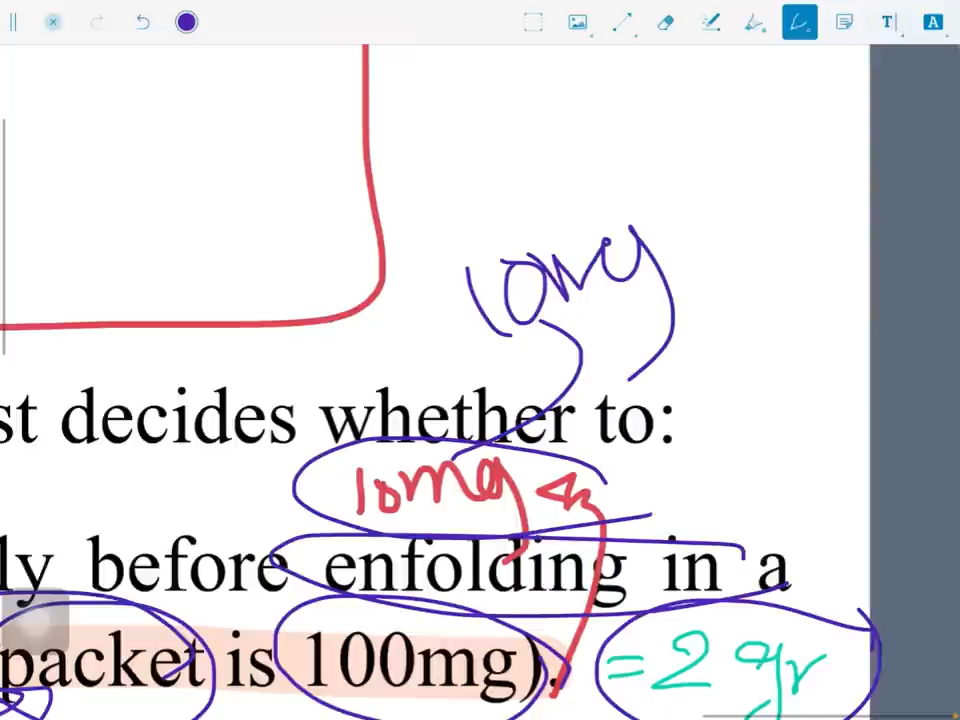 T
A
10mg
st decides whether to:
10mg
ly before enfolding in a
packet is 100mg). = 2 gr